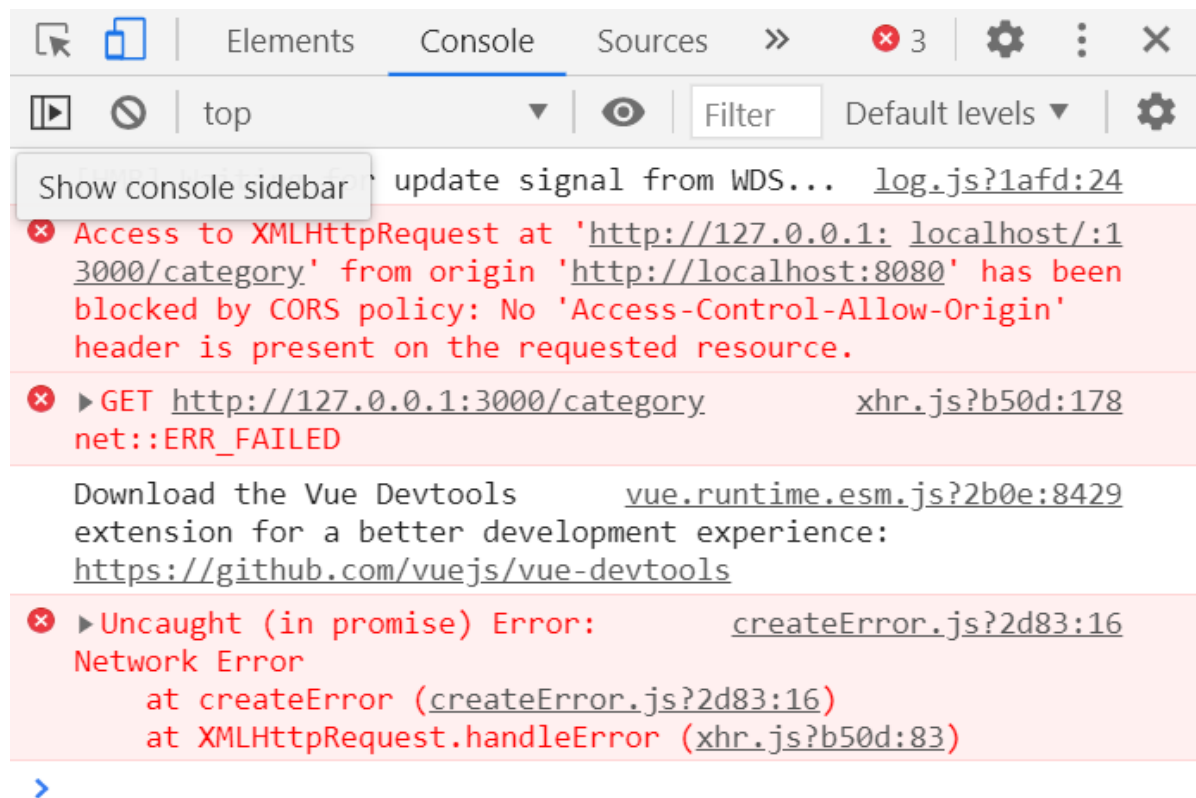 Elements Console Sources » 3
top Filter Default levels
Show console sidebar update signal from WDS... log.js?1afd:24
Access to XMLHttpRequest at 'http://127.0.0.1: localhost/:1
3000/category' from origin 'http://localhost:8080' has been
blocked by CORS policy: No 'Access-Control-Allow-Origin'
header is present on the requested resource.
GET http://127.0.0.1:3000/category xhr.js?b50d:178
net::ERR_FAILED
Download the Vue Devtools vue.runtime.esm.js?2b0e:8429
extension for a better development experience:
https://github.com/vuejs/vue-devtools
Uncaught (in promise) Error: createError.js?2d83:16
Network Error
at createError (createError.js?2d83:16)
at XMLHttpRequest.handleError (xhr.js?b50d:83)